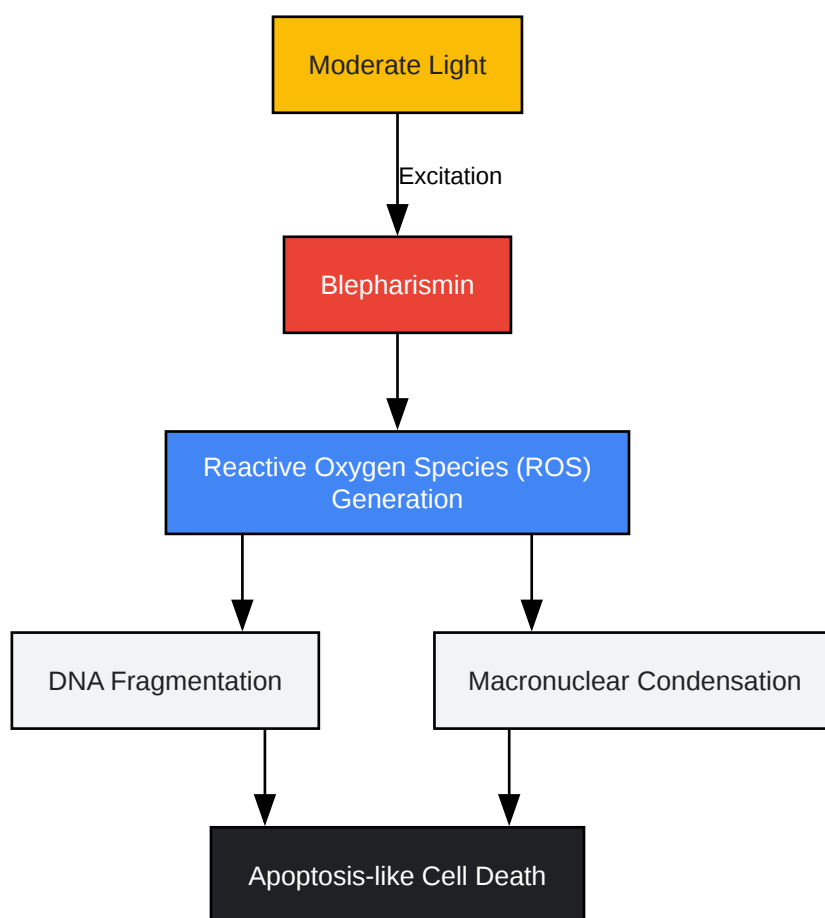 Moderate Light
Excitation
Blepharismin
Reactive Oxygen Species (ROS)
Generation
DNA Fragmentation
Macronuclear Condensation
Apoptosis-like Cell Death